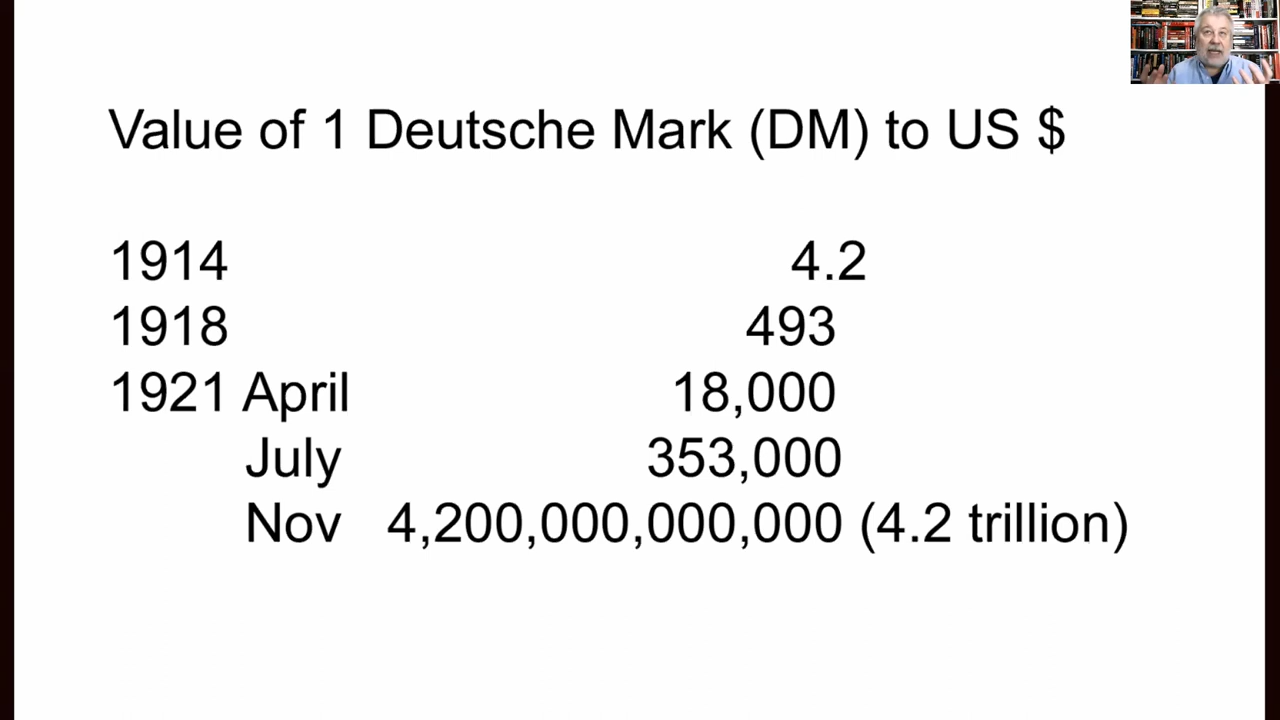 Value of 1 Deutsche Mark (DM) to US $
1914 4.2
1918 493
1921 April 18,000
July 353,000
Nov 4,200,000,000,000 (4.2 trillion)